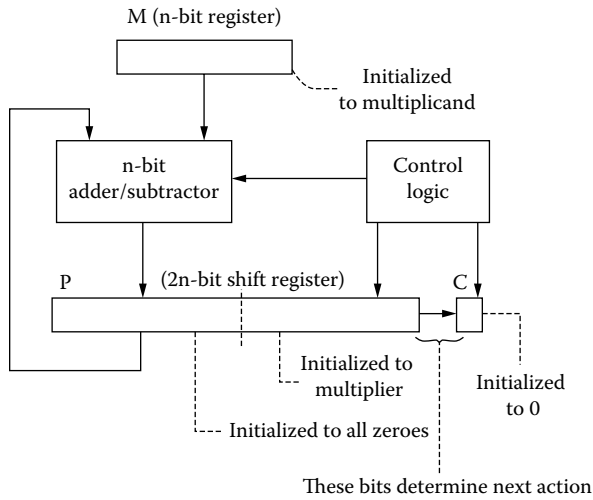 M (n-bit register)
Initialized
to multiplicand
n-bit
adder/subtractor
Control
logic
P
(2n-bit shift register)
C
Initialized to
multiplier
Initialized
to 0
Initialized to all zeroes
These bits determine next action